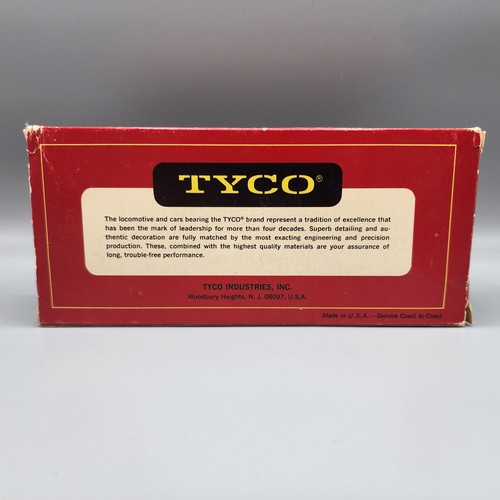 TYCO®
The locomotive and cars bearing the TYCO® brand represent a tradition of excellence that
has been the mark of leadership for more than four decades. Superb detailing and au-
thentic decoration are fully matched by the most exacting engineering and precision
production. These, combined with the highest quality materials are your assurance of
long, trouble-free performance.
TYCO INDUSTRIES, INC.
Woodbury Heights, N. J. 08097, U.S.A.
Made in U.S.A.—Service Coast to Coast